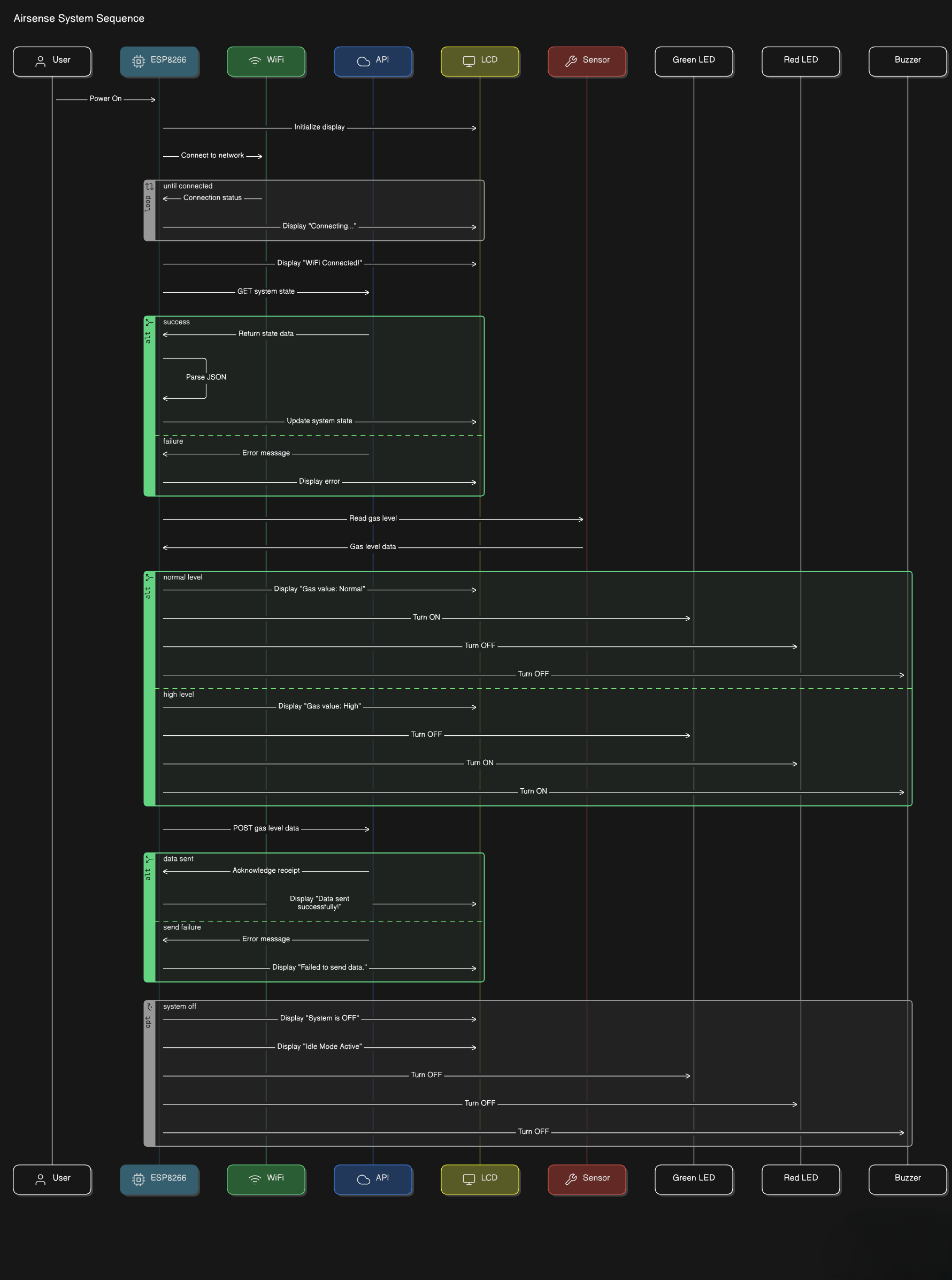 Airsense System Sequence
User
ESP8266
WiFi
API
LCD
Sensor
Green LED
Red LED
Buzzer
Power On
Initialize display
Connect to network
loop
until connected
Connection status
Display "Connecting..."
Display "WiFi Connected!"
GET system state
alt
success
Return state data
Parse JSON
Update system state
failure
Error message
Display error
Read gas level
Gas level data
alt
normal level
Display "Gas value: Normal"
Turn ON
Turn OFF
Turn OFF
high level
Display "Gas value: High"
Turn OFF
Turn ON
Turn ON
POST gas level data
alt
data sent
Acknowledge receipt
Display "Data sent
successfully!"
send failure
Error message
Display "Failed to send data."
opt
system off
Display "System is OFF"
Display "Idle Mode Active"
Turn OFF
Turn OFF
Turn OFF
User
ESP8266
WiFi
API
LCD
Sensor
Green LED
Red LED
Buzzer